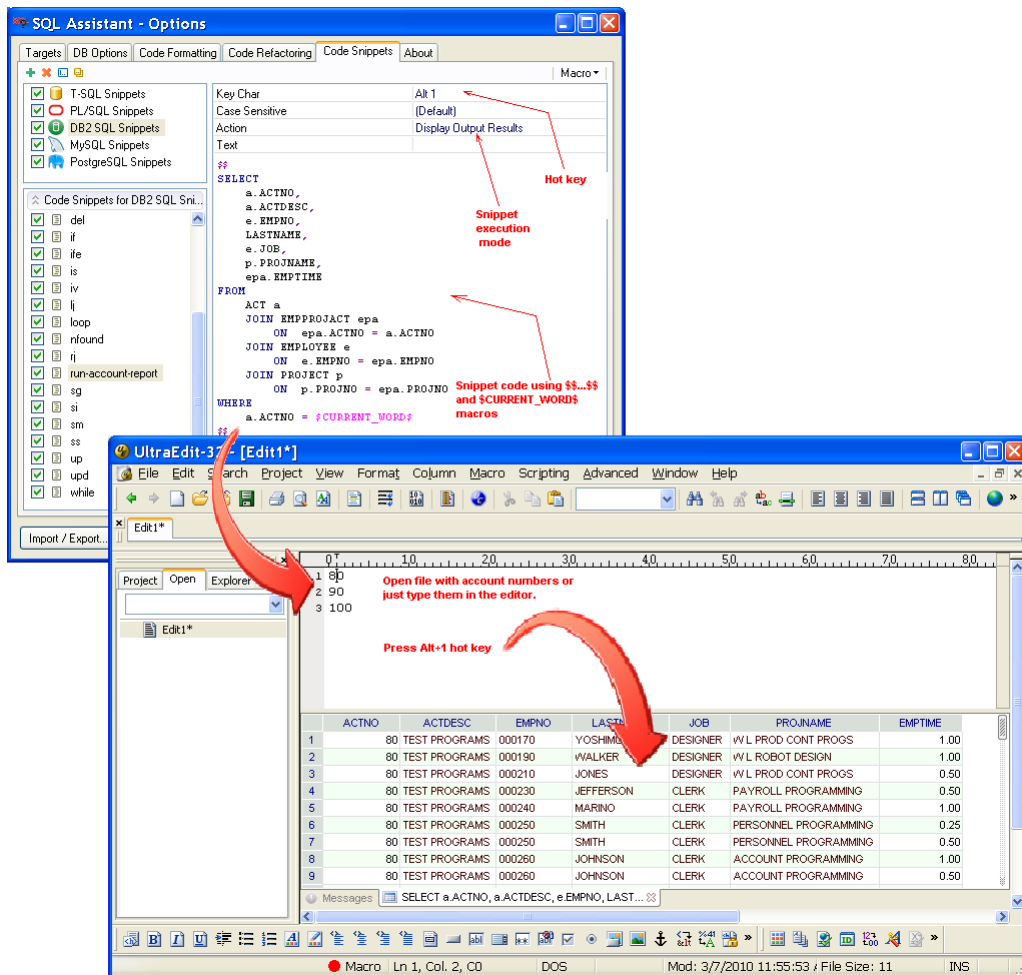 SQL Assistant - Options
Targets DB Options Code Formatting Code Refactoring Code Snippets About
Macro
T-SQL Snippets
PL/SQL Snippets
DB2 SQL Snippets
MySQL Snippets
PostgreSQL Snippets
Key Char Alt 1
Case Sensitive (Default)
Action Display Output Results
Text
Code Snippets for DB2 SQL Sni...
del
if
ife
is
iv
lj
loop
nfound
rj
run-account-report
sg
si
sm
ss
up
upd
while
Import / Export...
$$
SELECT
a.ACTNO,
a.ACTDESC,
e.EMPNO,
LASTNAME,
e.JOB,
p.PROJNAME,
epa.EMPTIME
FROM
ACT a
JOIN EMPPROJACT epa
ON epa.ACTNO = a.ACTNO
JOIN EMPLOYEE e
ON e.EMPNO = epa.EMPNO
JOIN PROJECT p
ON p.PROJNO = epa.PROJNO
WHERE
a.ACTNO = $CURRENT_WORD$
$$
Hot key
Snippet
execution
mode
Snippet code using $$...$$
and $CURRENT_WORD$
macros
UltraEdit-32 - [Edit1*]
File Edit Search Project View Format Column Macro Scripting Advanced Window Help
Edit1*
Project Open Explorer
Edit1*
0 10 20 30 40 50 60 70 80
1 80
2 90
3 100
Open file with account numbers or
just type them in the editor.
Press Alt+1 hot key
ACTNO ACTDESC EMPNO JOB PROJNAME EMPTIME
1 80 TEST PROGRAMS 000170 DESIGNER W L PROD CONT PROGS 1.00
2 80 TEST PROGRAMS 000190 WALKER DESIGNER W L ROBOT DESIGN 1.00
3 80 TEST PROGRAMS 000210 JONES DESIGNER W L PROD CONT PROGS 0.50
4 80 TEST PROGRAMS 000230 JEFFERSON CLERK PAYROLL PROGRAMMING 0.50
5 80 TEST PROGRAMS 000240 MARINO CLERK PAYROLL PROGRAMMING 1.00
6 80 TEST PROGRAMS 000250 SMITH CLERK PERSONNEL PROGRAMMING 0.25
7 80 TEST PROGRAMS 000250 SMITH CLERK PERSONNEL PROGRAMMING 0.50
8 80 TEST PROGRAMS 000260 JOHNSON CLERK ACCOUNT PROGRAMMING 1.00
9 80 TEST PROGRAMS 000260 JOHNSON CLERK ACCOUNT PROGRAMMING 0.50
Messages SELECT a.ACTNO, a.ACTDESC, e.EMPNO, LAST...
Macro Ln 1, Col. 2, C0 DOS Mod: 3/7/2010 11:55:53 File Size: 11 INS